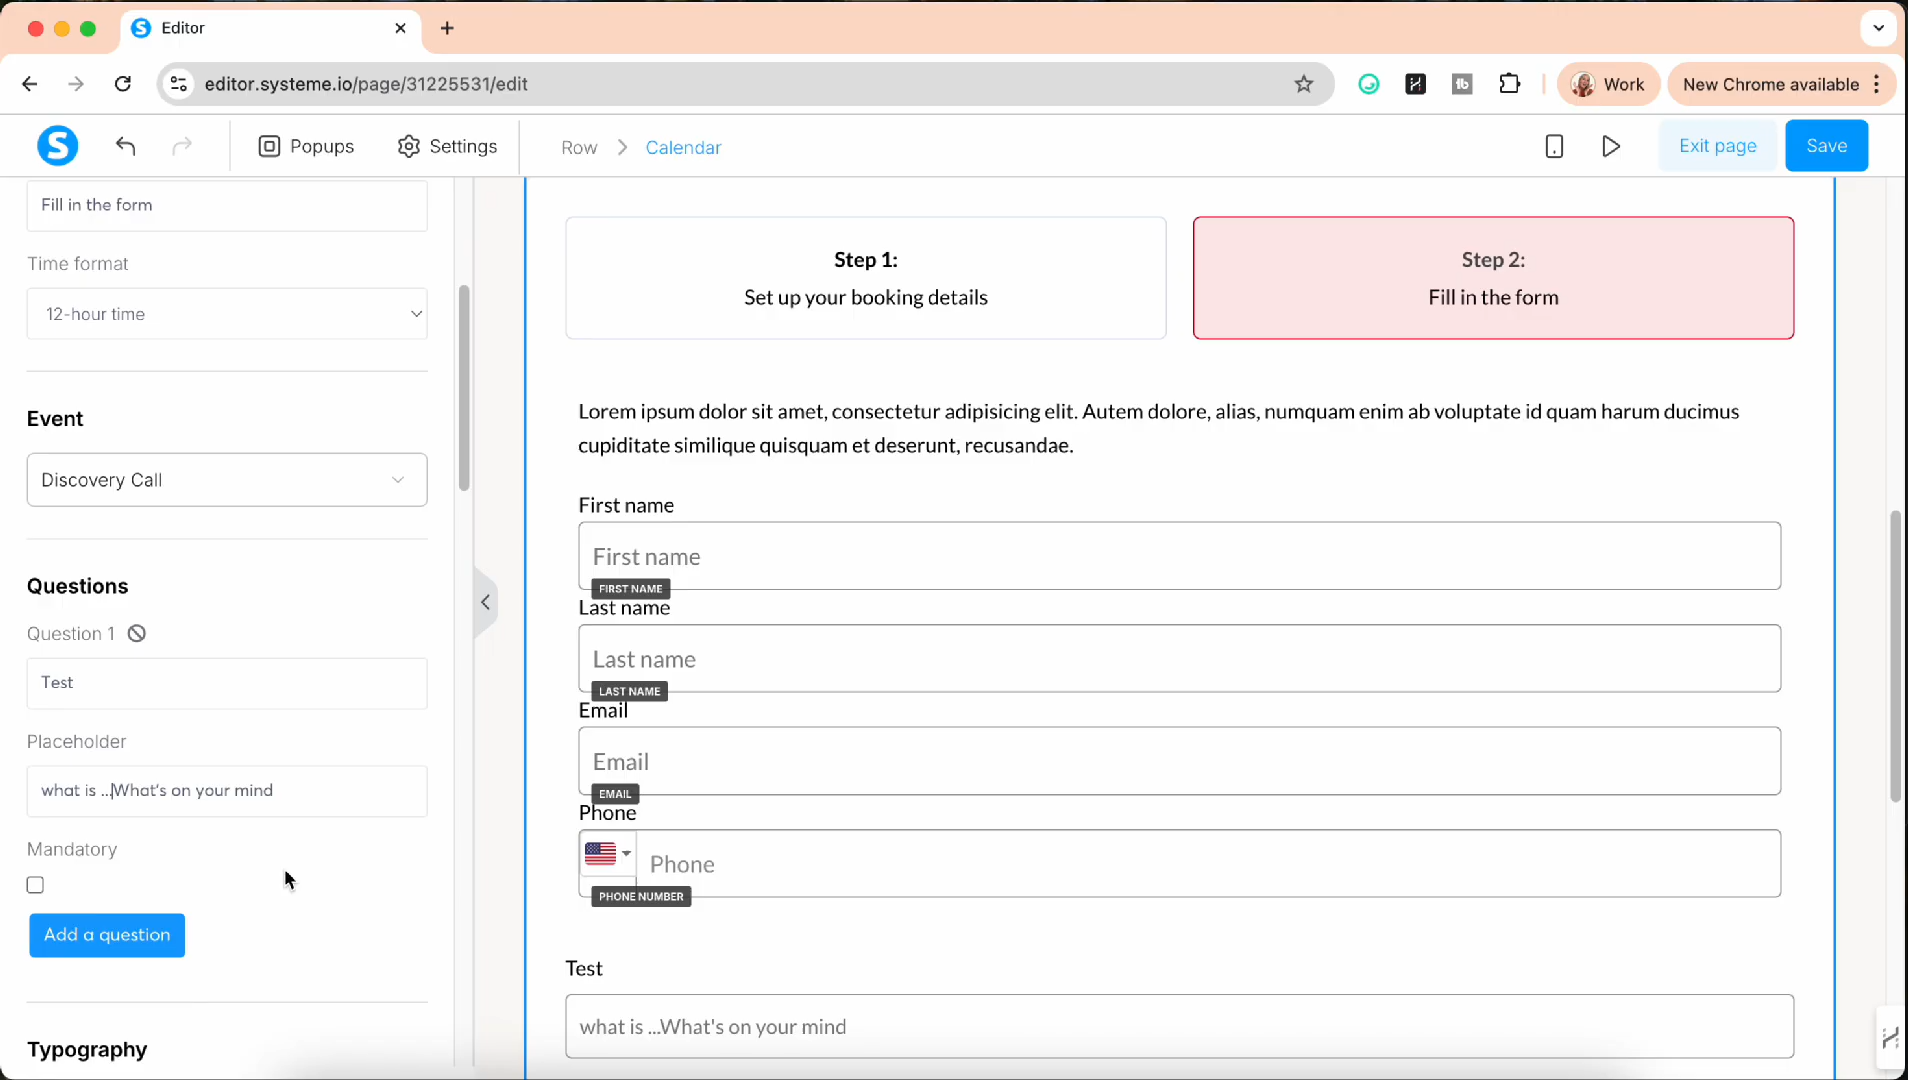 Editor
editor.systeme.io/page/31225531/edit
Work
New Chrome available
S
Popups
Settings
Row
Calendar
Exit page
Save
Fill in the form
Time format
12-hour time
Event
Discovery Call
Questions
Question 1
Test
Placeholder
what is ...What's on your mind
Mandatory
Add a question
Typography
Step 1:
Set up your booking details
Step 2:
Fill in the form
Lorem ipsum dolor sit amet, consectetur adipisicing elit. Autem dolore, alias, numquam enim ab voluptate id quam harum ducimus
cupiditate similique quisquam et deserunt, recusandae.
First name
First name
FIRST NAME
Last name
Last name
LAST NAME
Email
Email
EMAIL
Phone
Phone
PHONE NUMBER
Test
what is ...What's on your mind